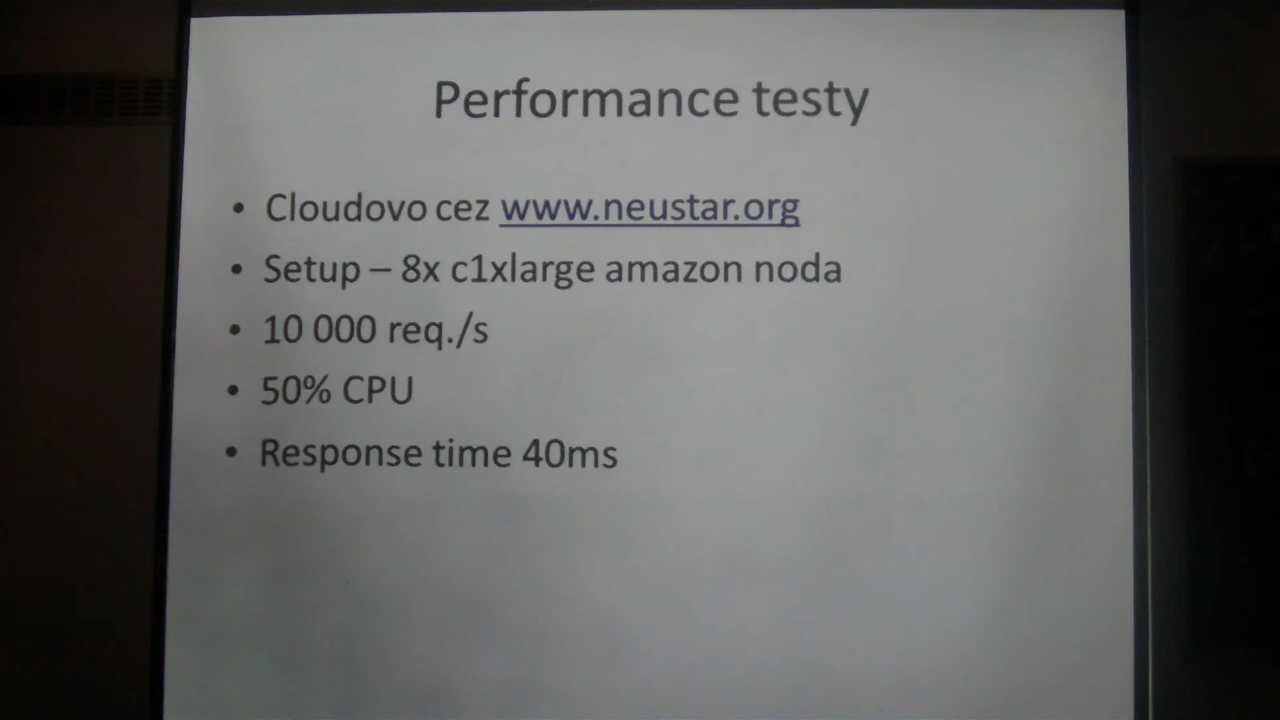 Performance testy
• Cloudovo cez www.neustar.org
• Setup – 8x c1xlarge amazon noda
• 10 000 req./s
• 50% CPU
• Response time 40ms